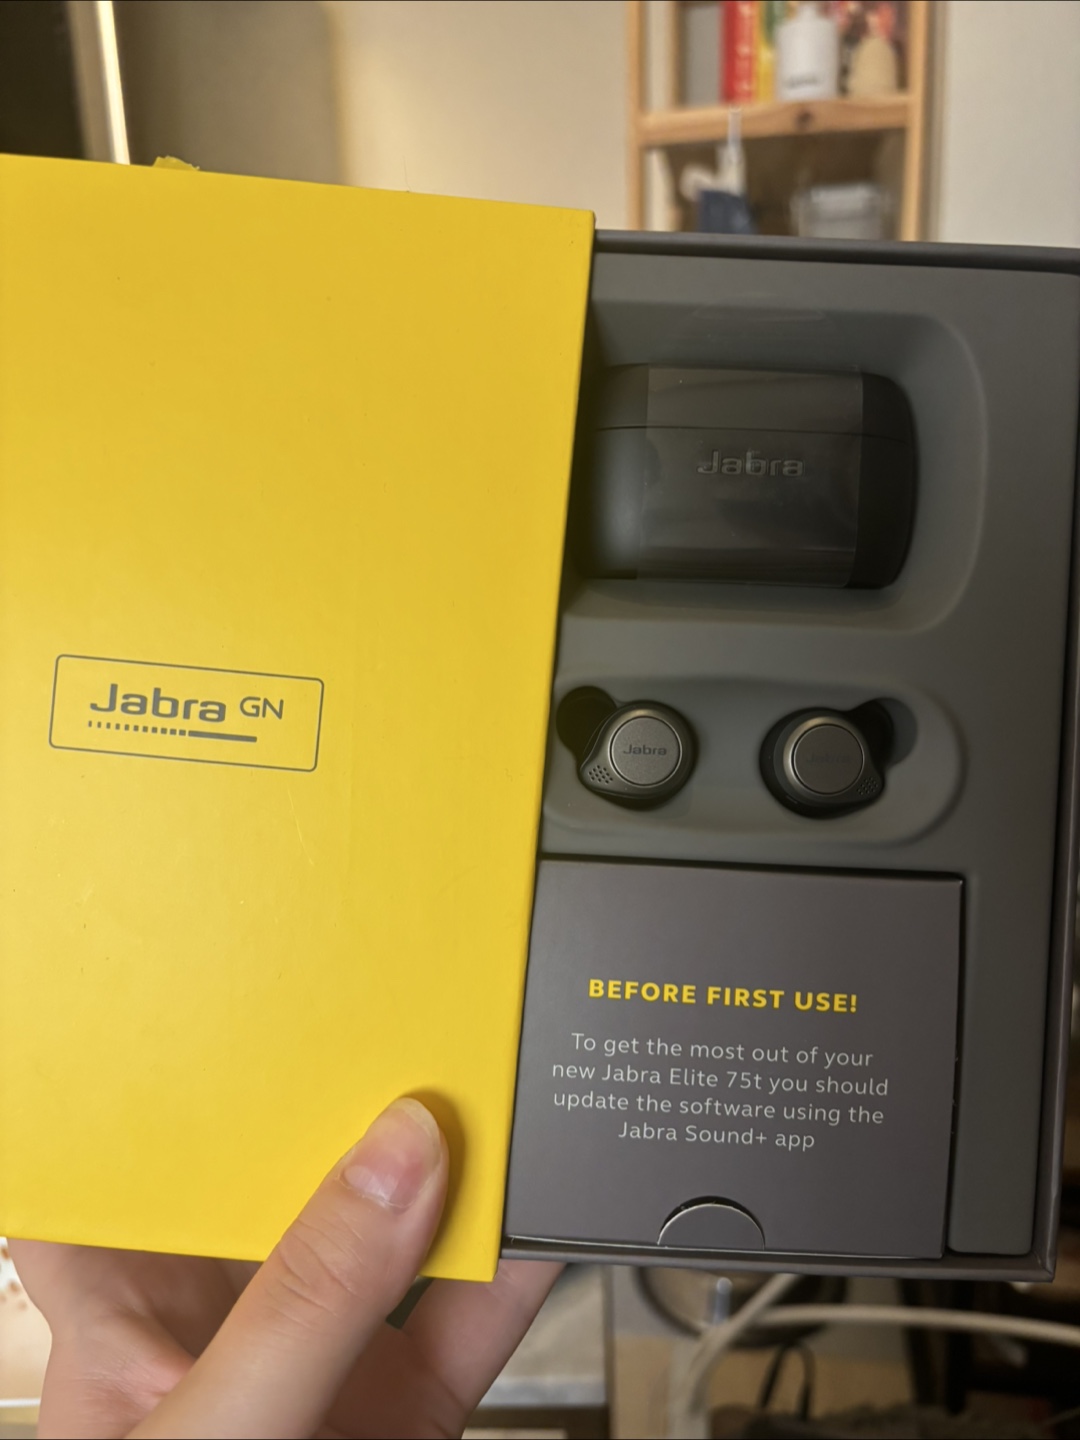 Jabra
Jabra GN
Jabra
Jabra
BEFORE FIRST USE!
To get the most out of your
new Jabra Elite 75t you should
update the software using the
Jabra Sound+ app